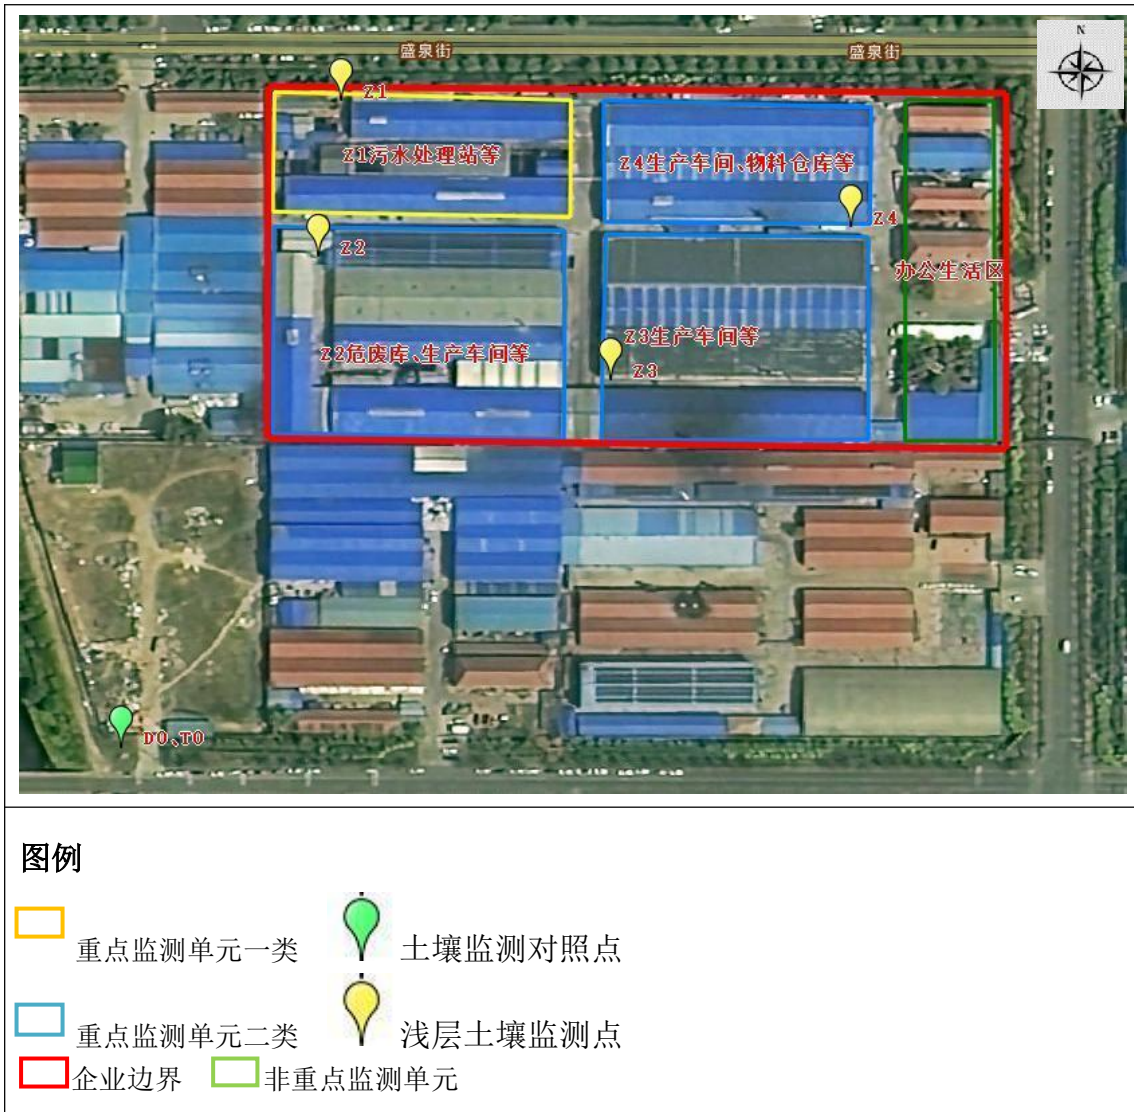 盛泉街
盛泉街
N
Z1
Z1污水处理站等
Z4生产车间、物料仓库等
Z4
Z2
办公生活区
Z3生产车间等
Z2危废库、生产车间等
Z3
D0、T0
图例
重点监测单元一类
土壤监测对照点
重点监测单元二类
浅层土壤监测点
企业边界
非重点监测单元